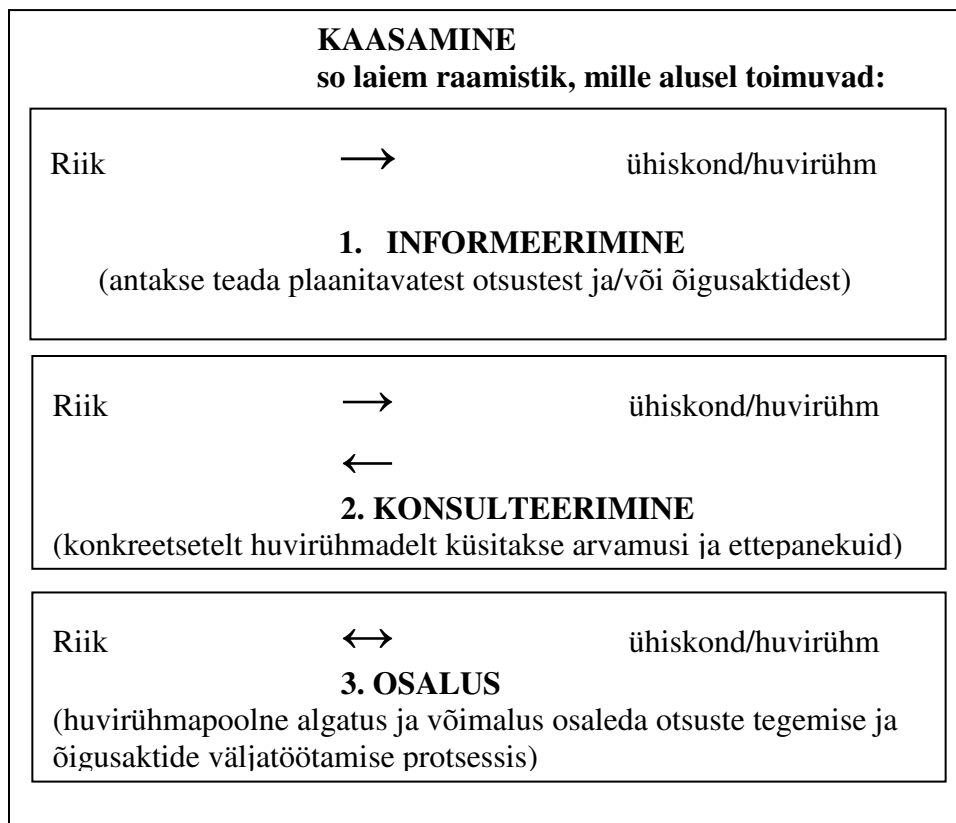 KAASAMINE
so laiem raamistik, mille alusel toimuvad:
Riik → ühiskond/huvirühm
1. INFORMEERIMINE
(antakse teada plaanitavatest otsustest ja/või õigusaktidest)
Riik → ühiskond/huvirühm
←
2. KONSULTEERIMINE
(konkreetsetelt huvirühmadelt küsitakse arvamusi ja ettepanekuid)
Riik ↔ ühiskond/huvirühm
3. OSALUS
(huvirühmapoolne algatus ja võimalus osaleda otsuste tegemise ja
õigusaktide väljatöötamise protsessis)